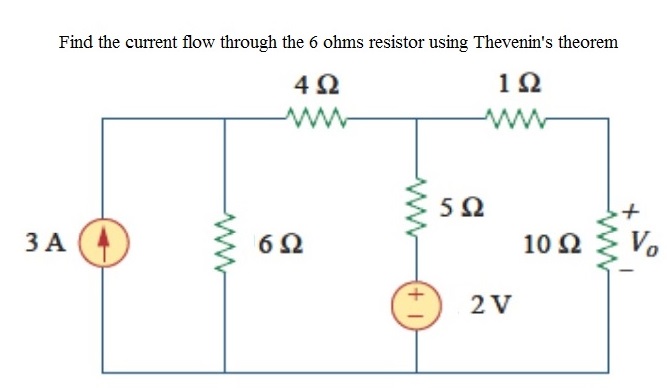 Find the current flow through the 6 ohms resistor using Thevenin's theorem
4 Ω
1 Ω
3 A
6 Ω
5 Ω
+
−
2 V
10 Ω
+
Vo
−